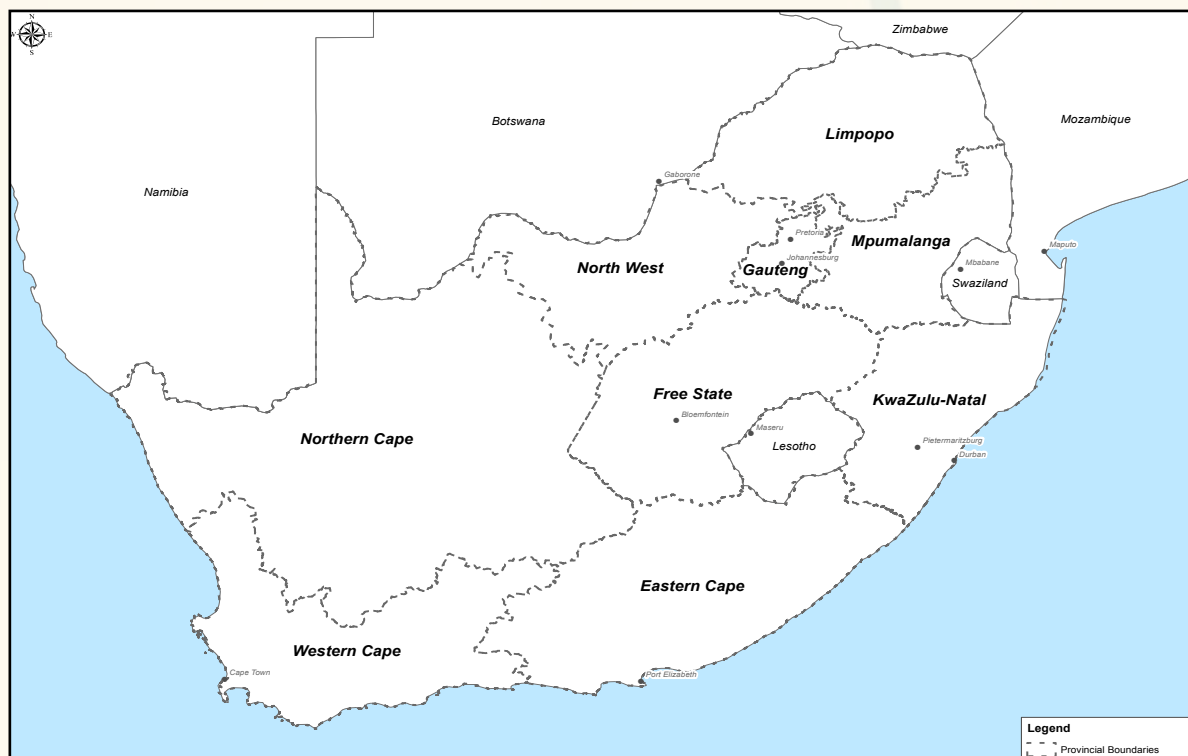 N
W E
S
Zimbabwe
Mozambique
Botswana
Limpopo
Namibia
Gaborone
Pretoria
Mpumalanga
Maputo
North West
Johannesburg
Gauteng
Mbabane
Swaziland
Free State
KwaZulu-Natal
Bloemfontein
Maseru
Northern Cape
Lesotho
Pietermaritzburg
Durban
Eastern Cape
Western Cape
Cape Town
Port Elizabeth
Legend
Provincial Boundaries